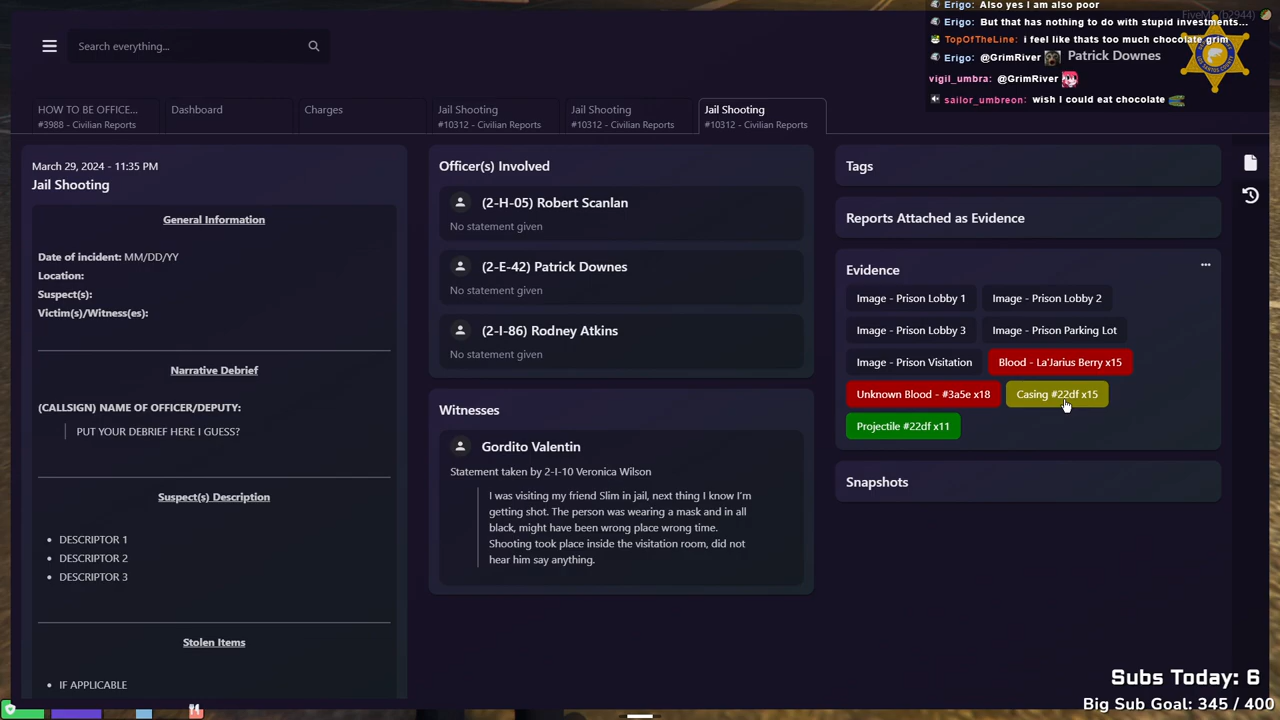 Erigo: Also yes I am also poor
FiveM® (b2944)
Erigo: But that has nothing to do with stupid investments...
TopOfTheLine: i feel like thats too much chocolate grim
Erigo: @GrimRiver Patrick Downes
vigil_umbra: @GrimRiver
sailor_umbreon: wish I could eat chocolate
Search everything...
HOW TO BE OFFICE...
#3988 - Civilian Reports
Dashboard
Charges
Jail Shooting
#10312 - Civilian Reports
Jail Shooting
#10312 - Civilian Reports
Jail Shooting
#10312 - Civilian Reports
March 29, 2024 - 11:35 PM
Jail Shooting
General Information
Date of incident: MM/DD/YY
Location:
Suspect(s):
Victim(s)/Witness(es):
Narrative Debrief
(CALLSIGN) NAME OF OFFICER/DEPUTY:
PUT YOUR DEBRIEF HERE I GUESS?
Suspect(s) Description
• DESCRIPTOR 1
• DESCRIPTOR 2
• DESCRIPTOR 3
Stolen Items
• IF APPLICABLE
Officer(s) Involved
(2-H-05) Robert Scanlan
No statement given
(2-E-42) Patrick Downes
No statement given
(2-I-86) Rodney Atkins
No statement given
Witnesses
Gordito Valentin
Statement taken by 2-I-10 Veronica Wilson
I was visiting my friend Slim in jail, next thing I know I'm
getting shot. The person was wearing a mask and in all
black, might have been wrong place wrong time.
Shooting took place inside the visitation room, did not
hear him say anything.
Tags
Reports Attached as Evidence
Evidence
Image - Prison Lobby 1
Image - Prison Lobby 2
Image - Prison Lobby 3
Image - Prison Parking Lot
Image - Prison Visitation
Blood - La'Jarius Berry x15
Unknown Blood - #3a5e x18
Casing #22df x15
Projectile #22df x11
Snapshots
Subs Today: 6
Big Sub Goal: 345 / 400